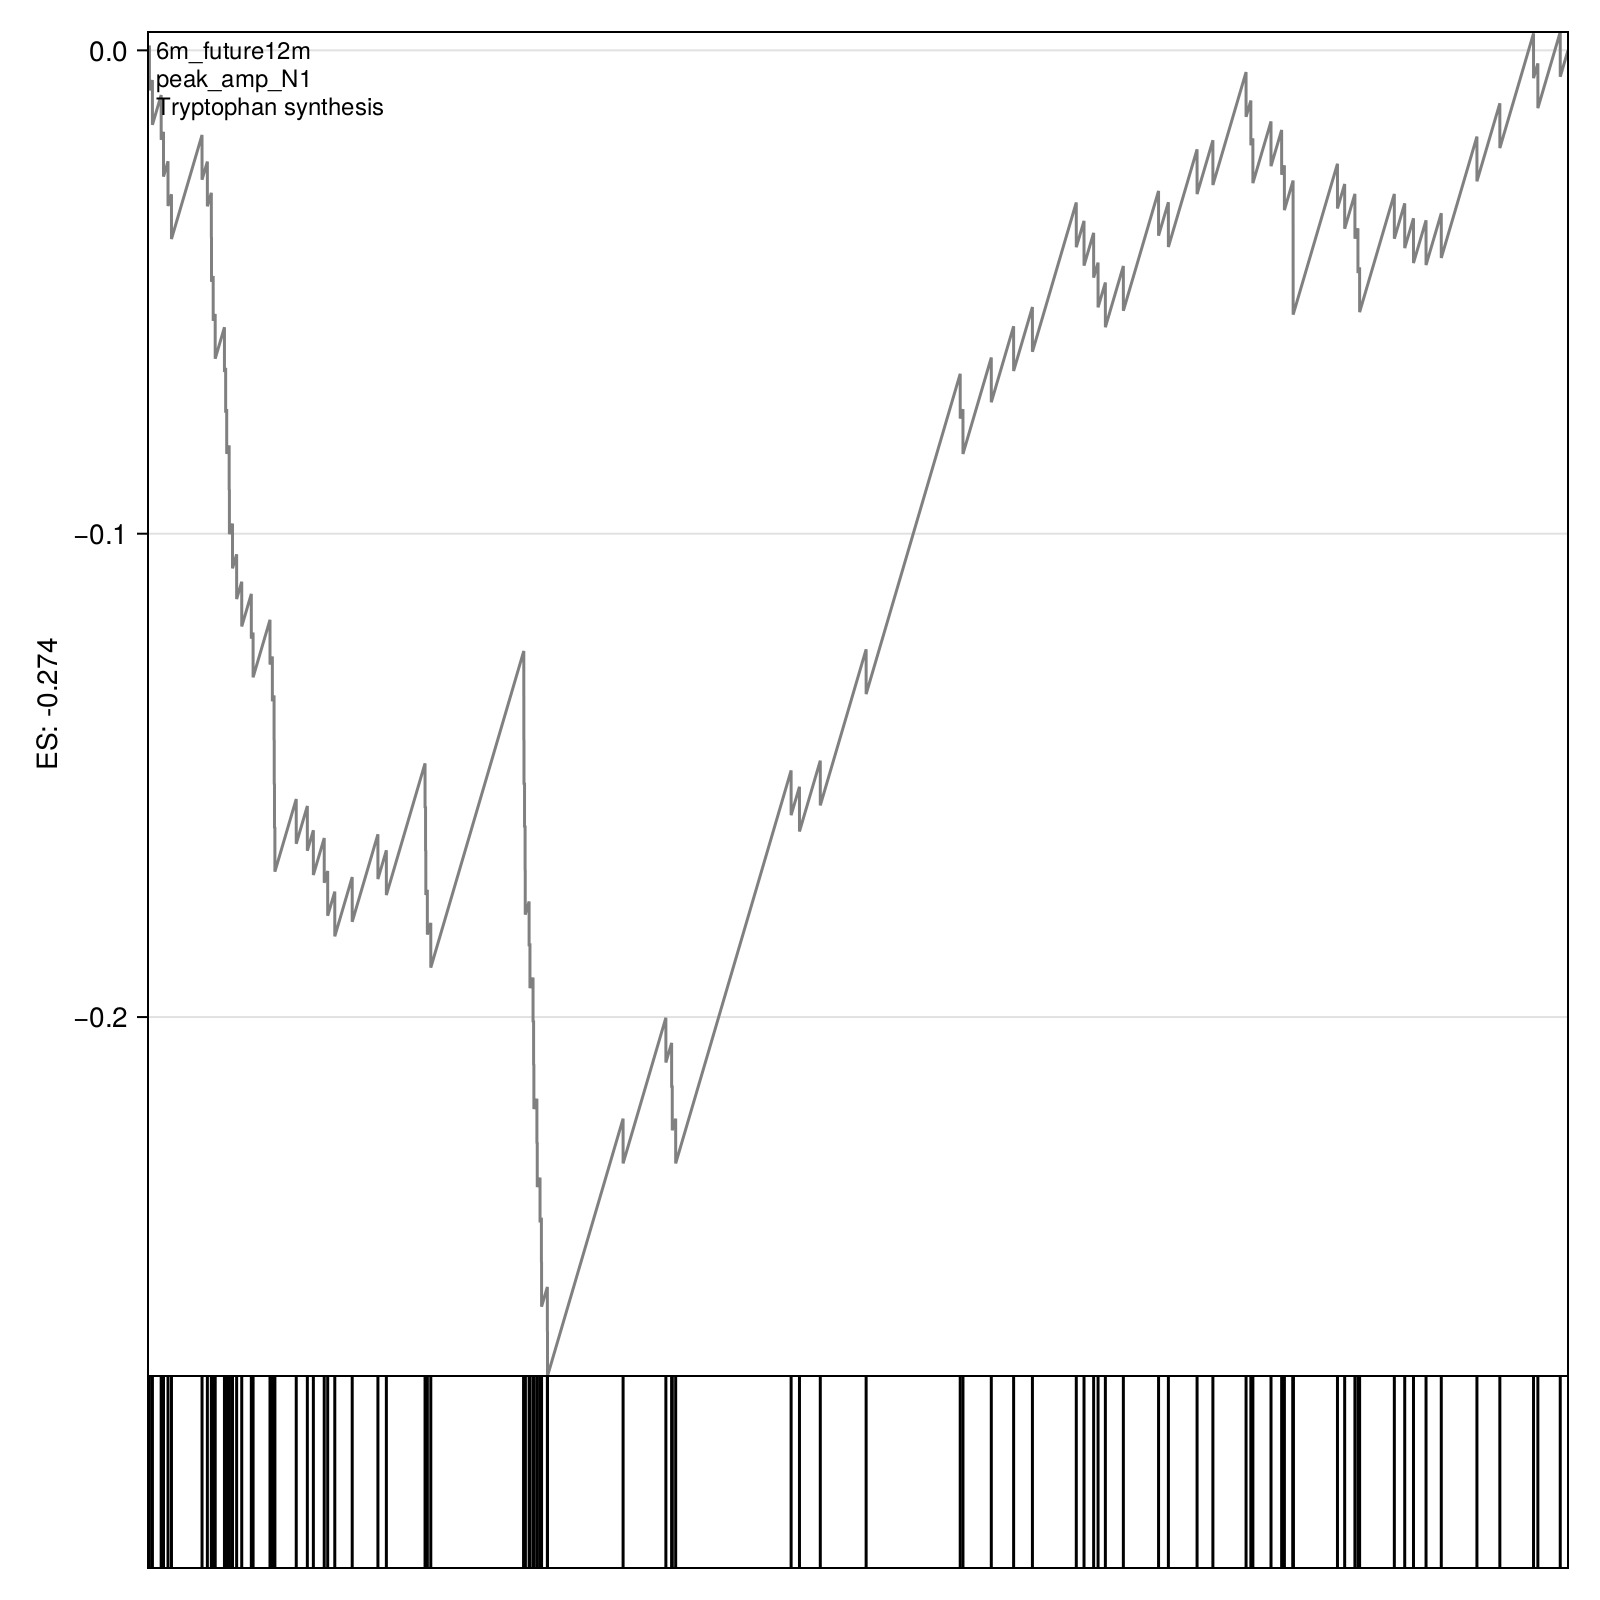 6m_future12m
peak_amp_N1
Tryptophan synthesis
0.0
−0.1
−0.2
ES: -0.274